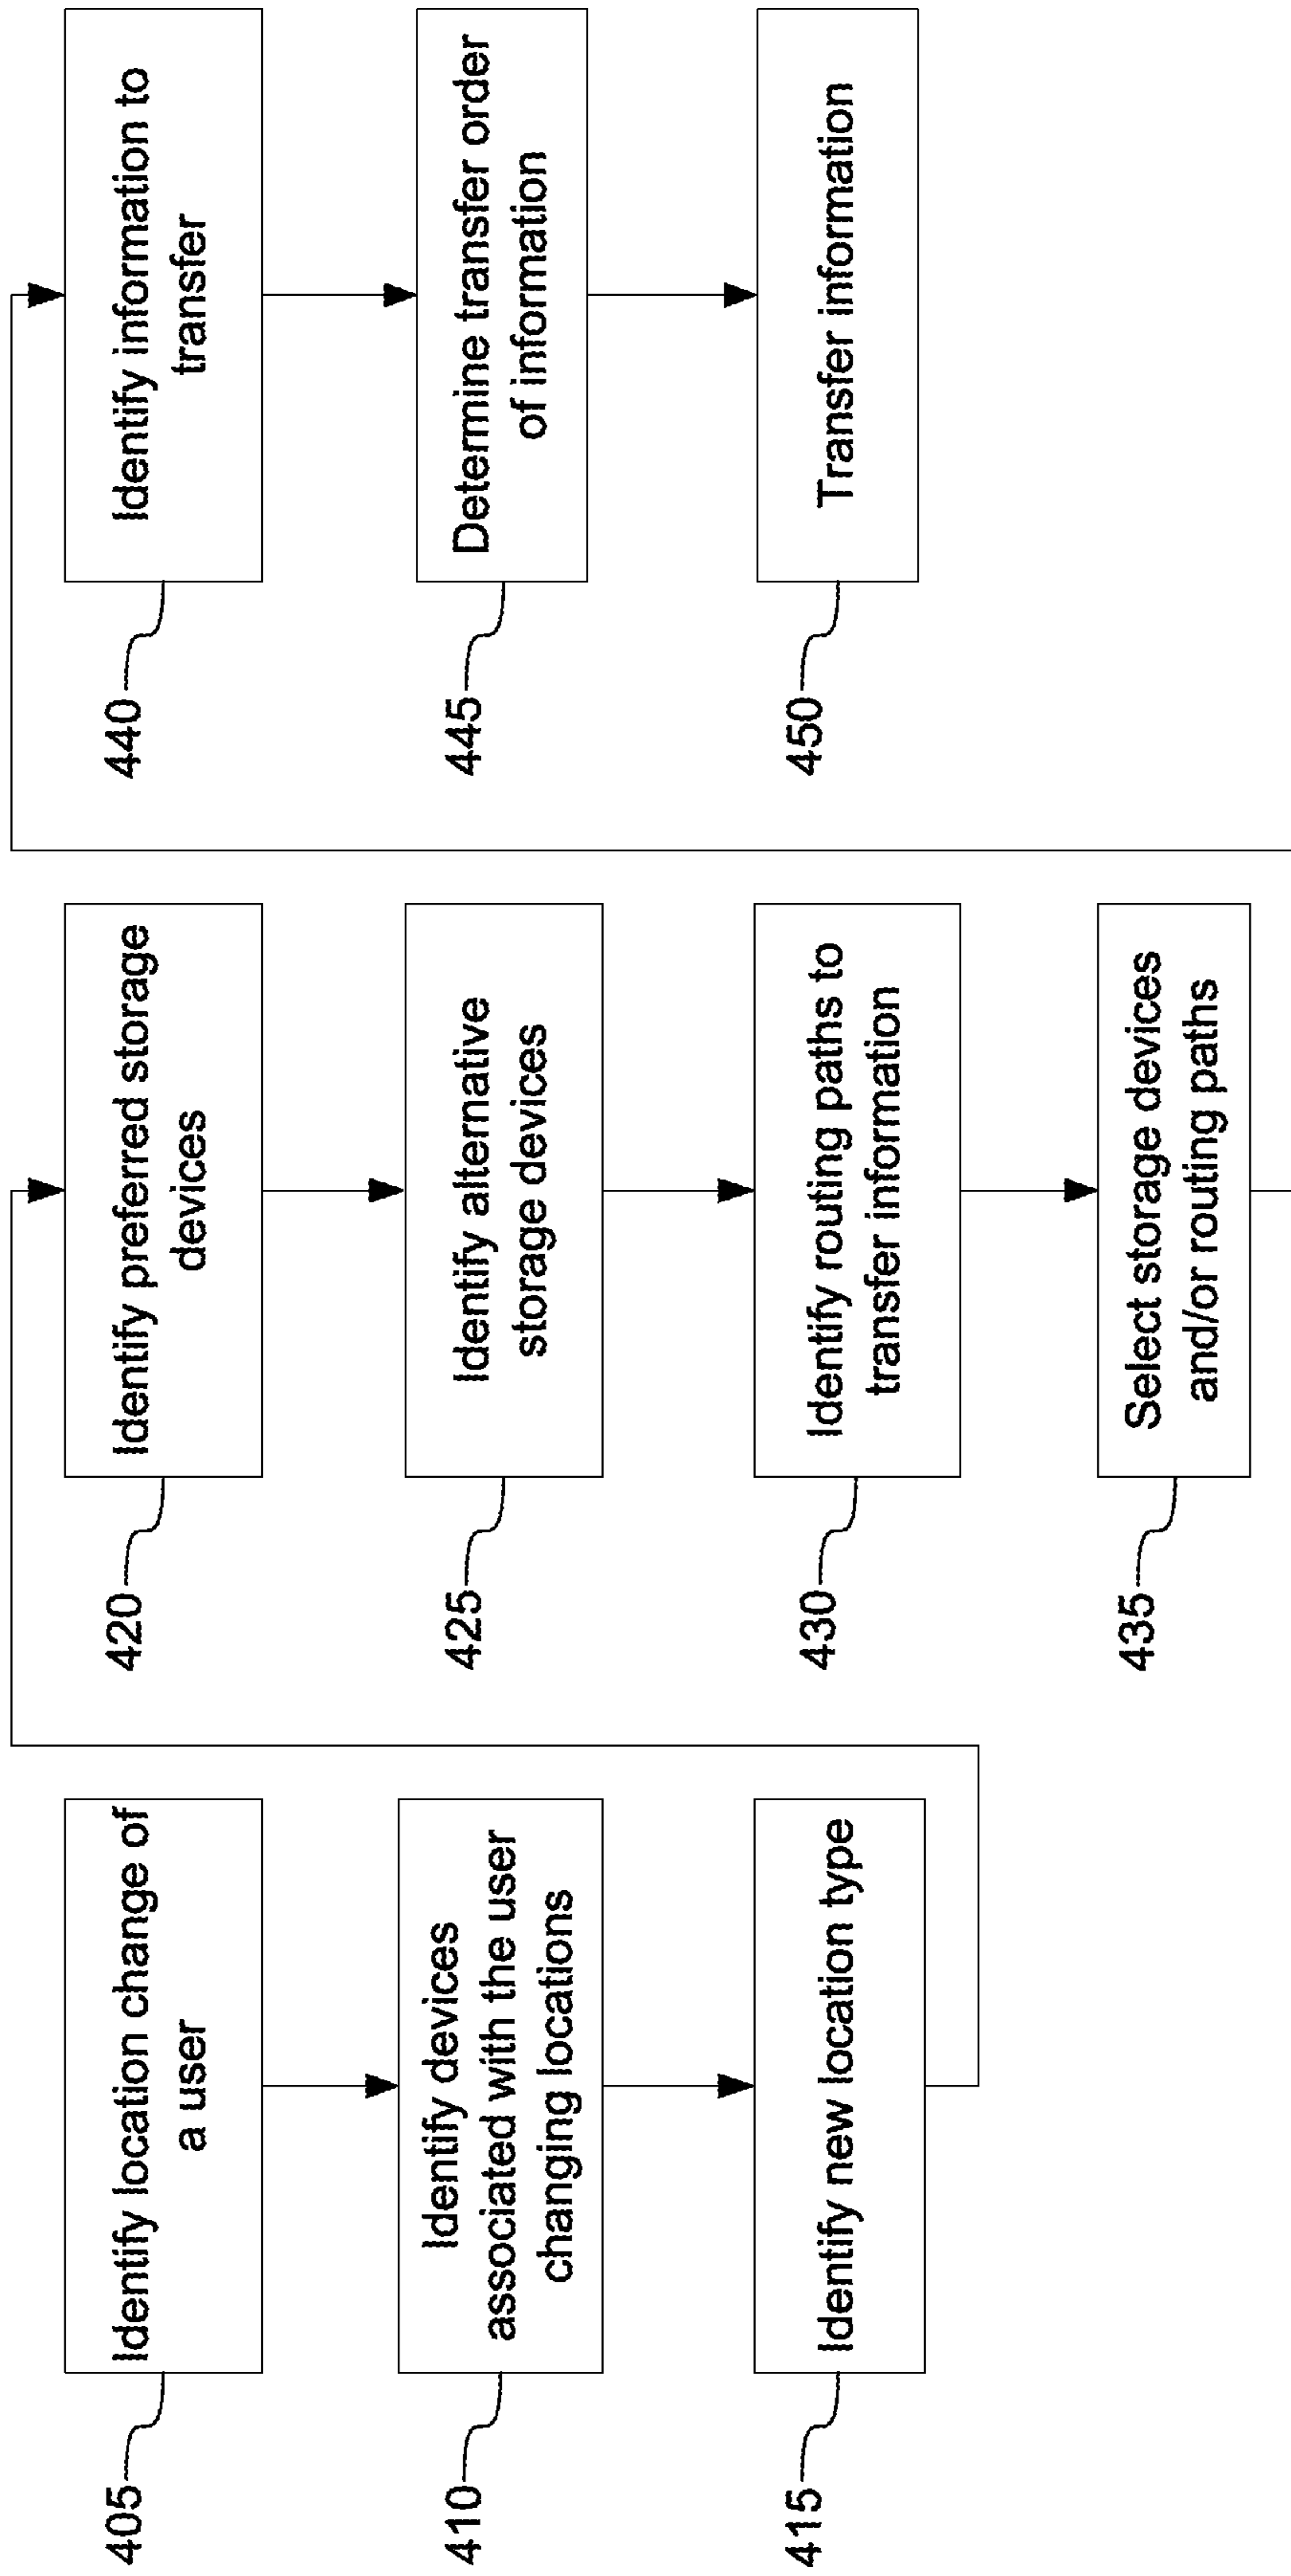 405
Identify location change of
a user
410
Identify devices
associated with the user
changing locations
415
Identify new location type
420
Identify preferred storage
devices
425
Identify alternative
storage devices
430
Identify routing paths to
transfer information
435
Select storage devices
and/or routing paths
440
Identify information to
transfer
445
Determine transfer order
of information
450
Transfer information